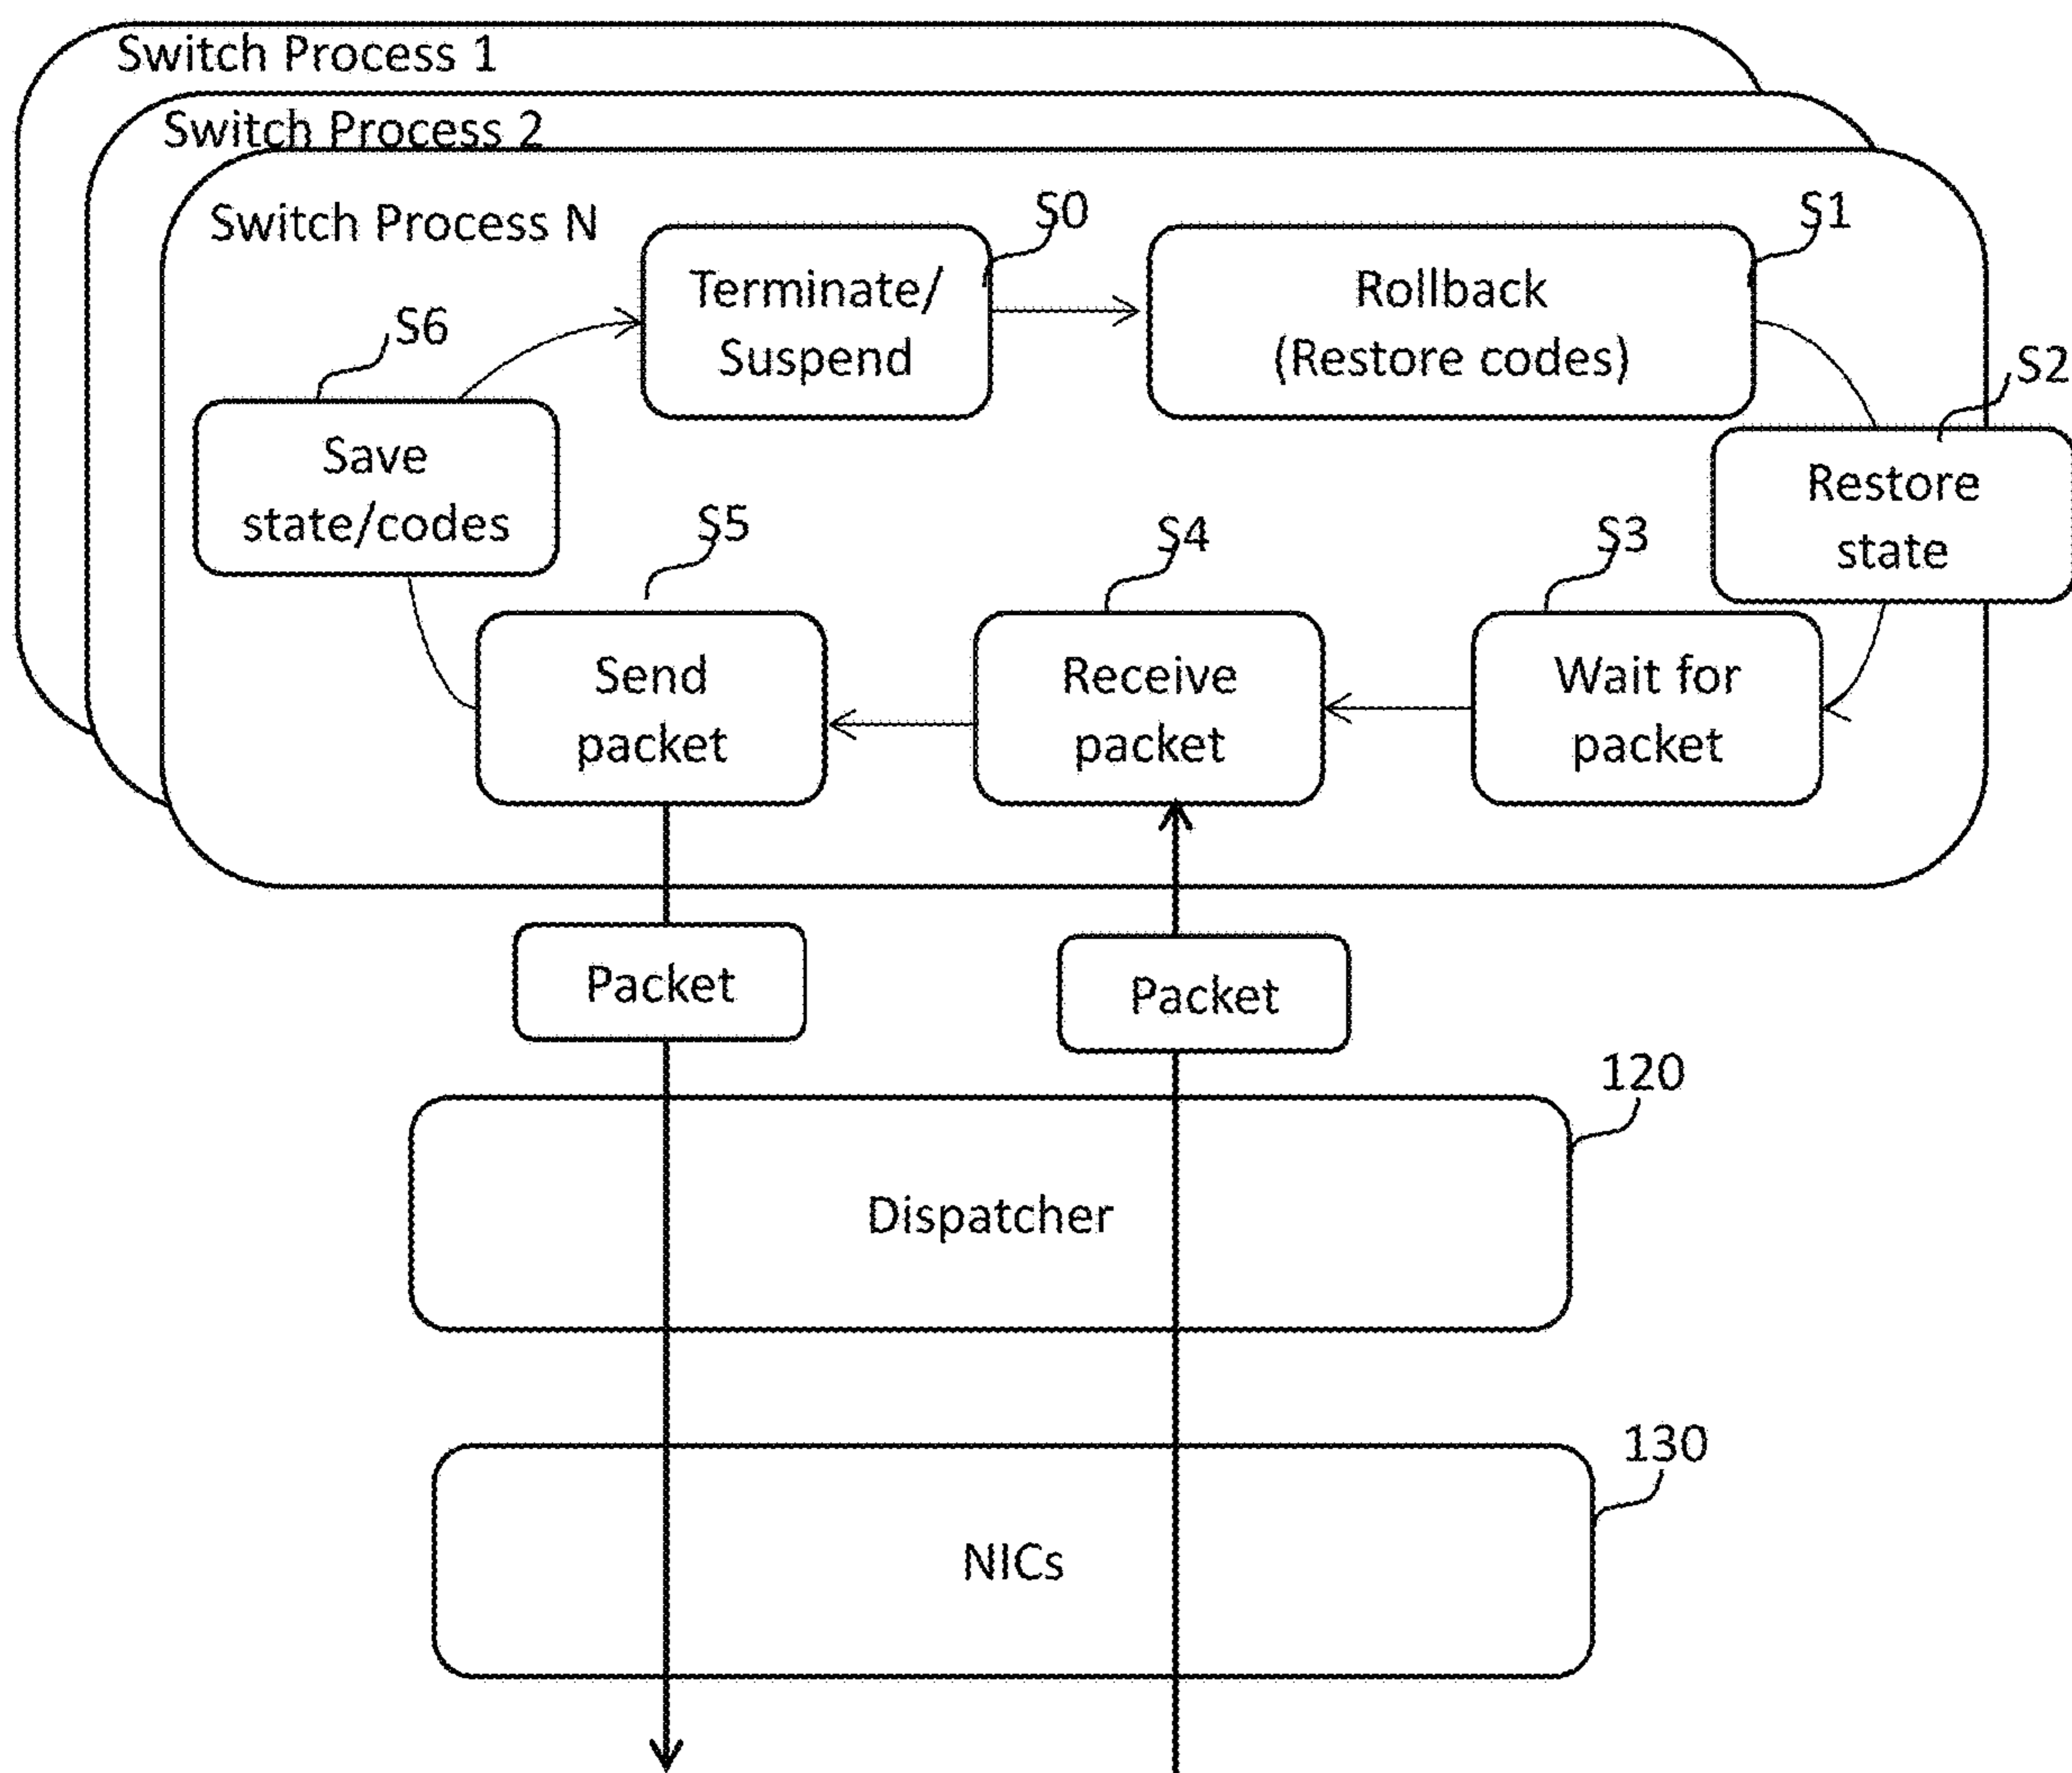 Switch Process 1
Switch Process 2
Switch Process N
S0
Terminate/
Suspend
S1
Rollback
(Restore codes)
S6
Save
state/codes
S2
Restore
state
S5
Send
packet
S4
Receive
packet
S3
Wait for
packet
Packet
Packet
120
Dispatcher
130
NICs